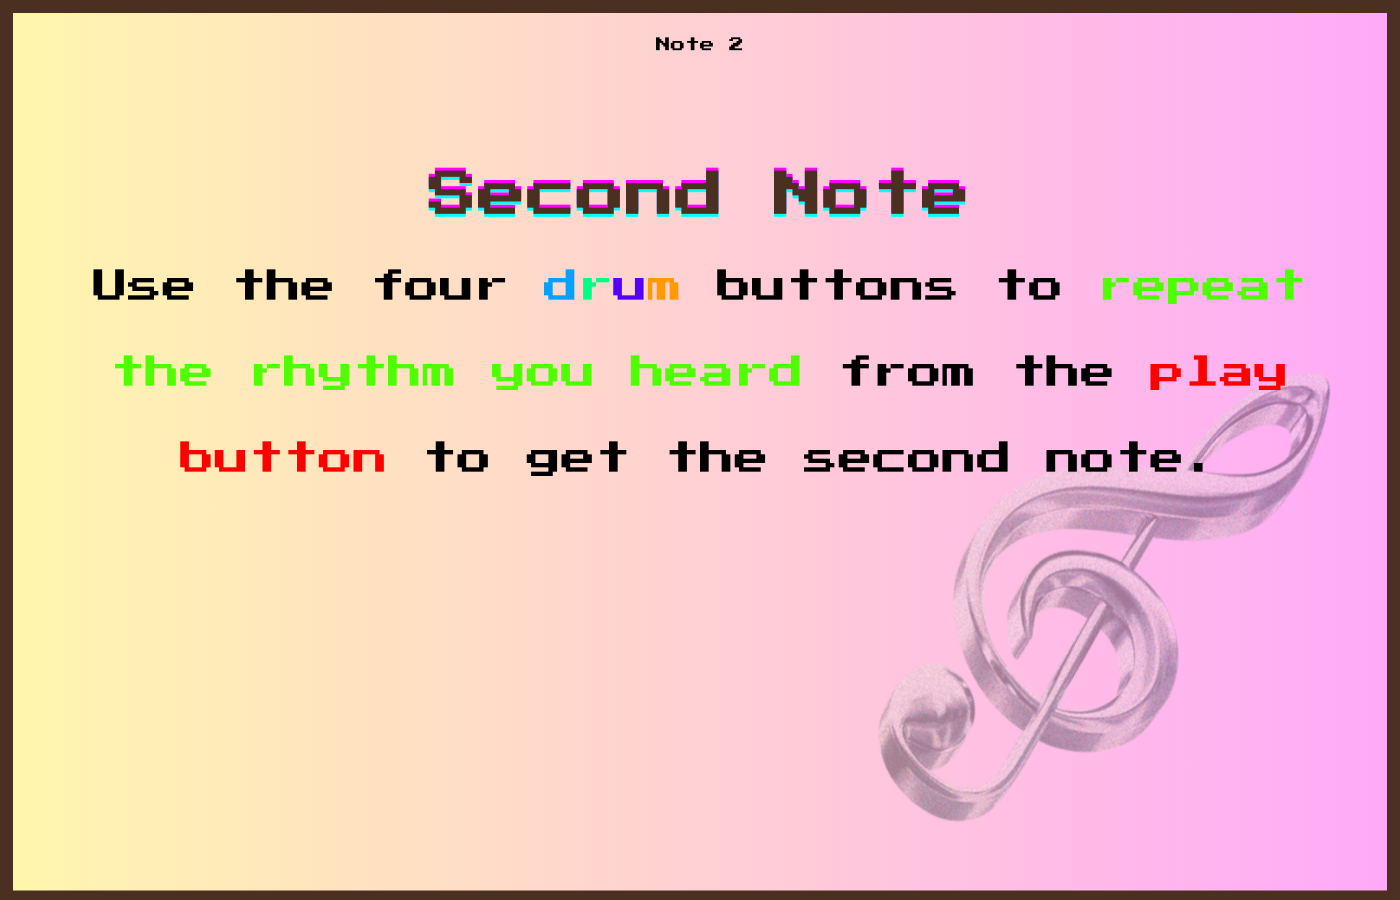 Note 2
Second Note
Use the four drum buttons to repeat
the rhythm you heard from the play
button to get the second note.